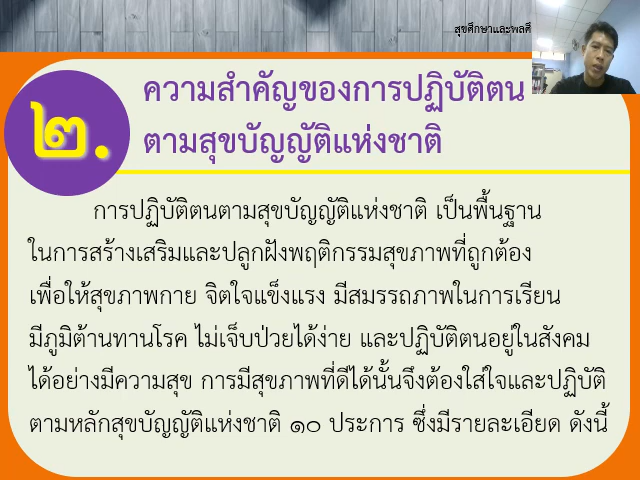 สุขศึกษาและพลศึ
๒.
ความสำคัญของการปฏิบัติตน
ตามสุขบัญญัติแห่งชาติ
การปฏิบัติตนตามสุขบัญญัติแห่งชาติ เป็นพื้นฐาน
ในการสร้างเสริมและปลูกฝังพฤติกรรมสุขภาพที่ถูกต้อง
เพื่อให้สุขภาพกาย จิตใจแข็งแรง มีสมรรถภาพในการเรียน
มีภูมิต้านทานโรค ไม่เจ็บป่วยได้ง่าย และปฏิบัติตนอยู่ในสังคม
ได้อย่างมีความสุข การมีสุขภาพที่ดีได้นั้นจึงต้องใส่ใจและปฏิบัติ
ตามหลักสุขบัญญัติแห่งชาติ ๑๐ ประการ ซึ่งมีรายละเอียด ดังนี้